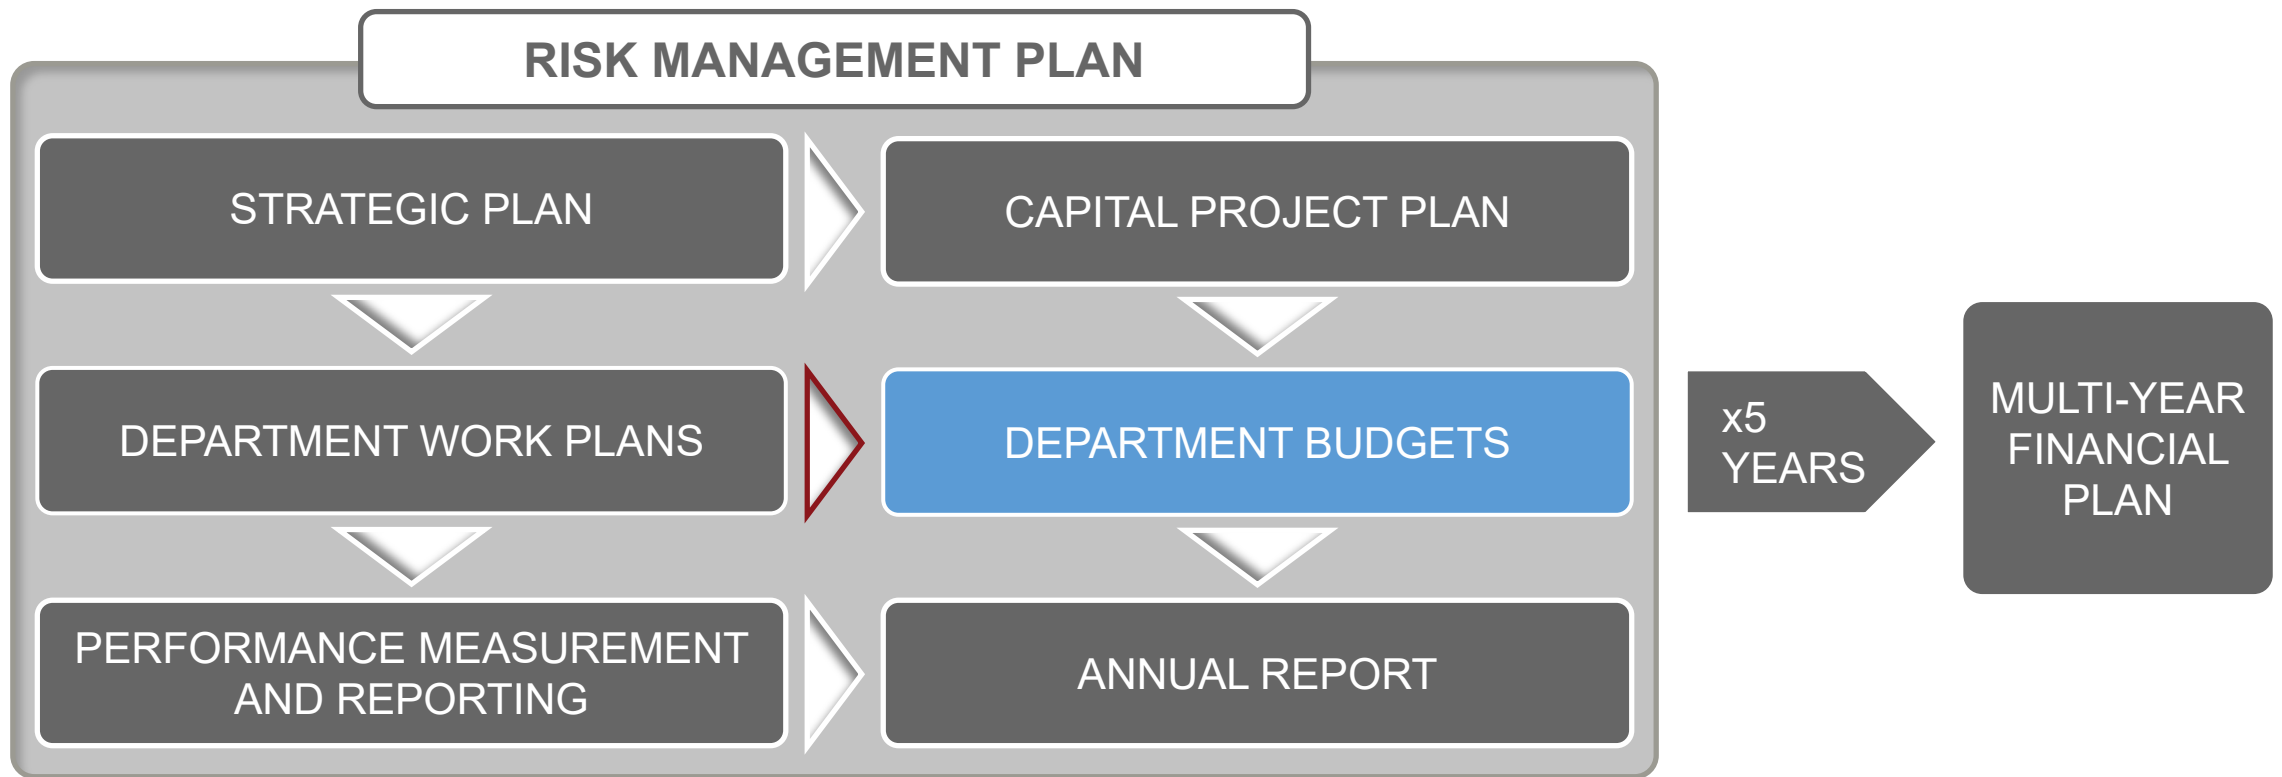 RISK MANAGEMENT PLAN
STRATEGIC PLAN
CAPITAL PROJECT PLAN
DEPARTMENT WORK PLANS
DEPARTMENT BUDGETS
x5
YEARS
MULTI-YEAR
FINANCIAL
PLAN
PERFORMANCE MEASUREMENT
AND REPORTING
ANNUAL REPORT